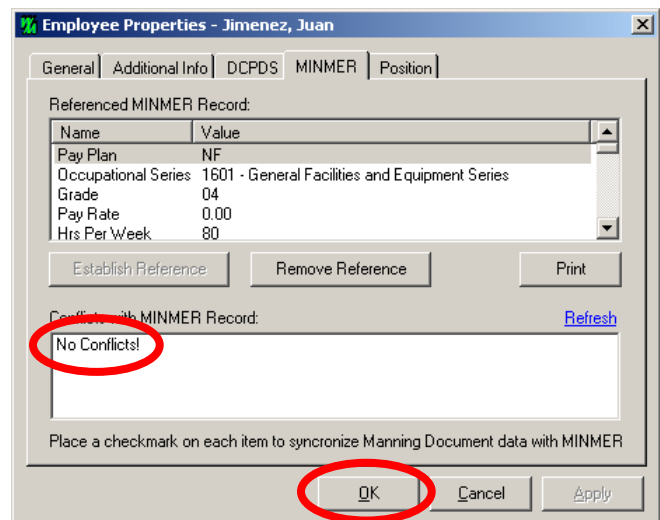 Employee Properties - Jimenez, Juan
General Additional Info DCPDS MINMER Position
Referenced MINMER Record:
Name Value
Pay Plan NF
Occupational Series 1601 - General Facilities and Equipment Series
Grade 04
Pay Rate 0.00
Hrs Per Week 80
Establish Reference Remove Reference Print
Conflicts with MINMER Record: Refresh
No Conflicts!
Place a checkmark on each item to syncronize Manning Document data with MINMER
OK Cancel Apply